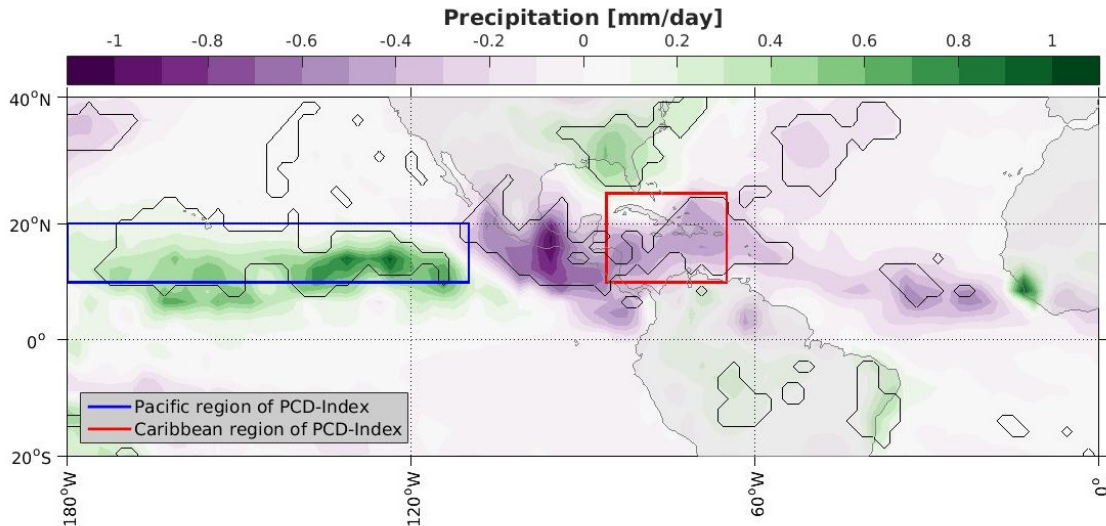 Precipitation [mm/day]
-1 -0.8 -0.6 -0.4 -0.2 0 0.2 0.4 0.6 0.8 1
40°N
20°N
0°
20°S
Pacific region of PCD-Index
Caribbean region of PCD-Index
180°W 120°W 60°W 0°